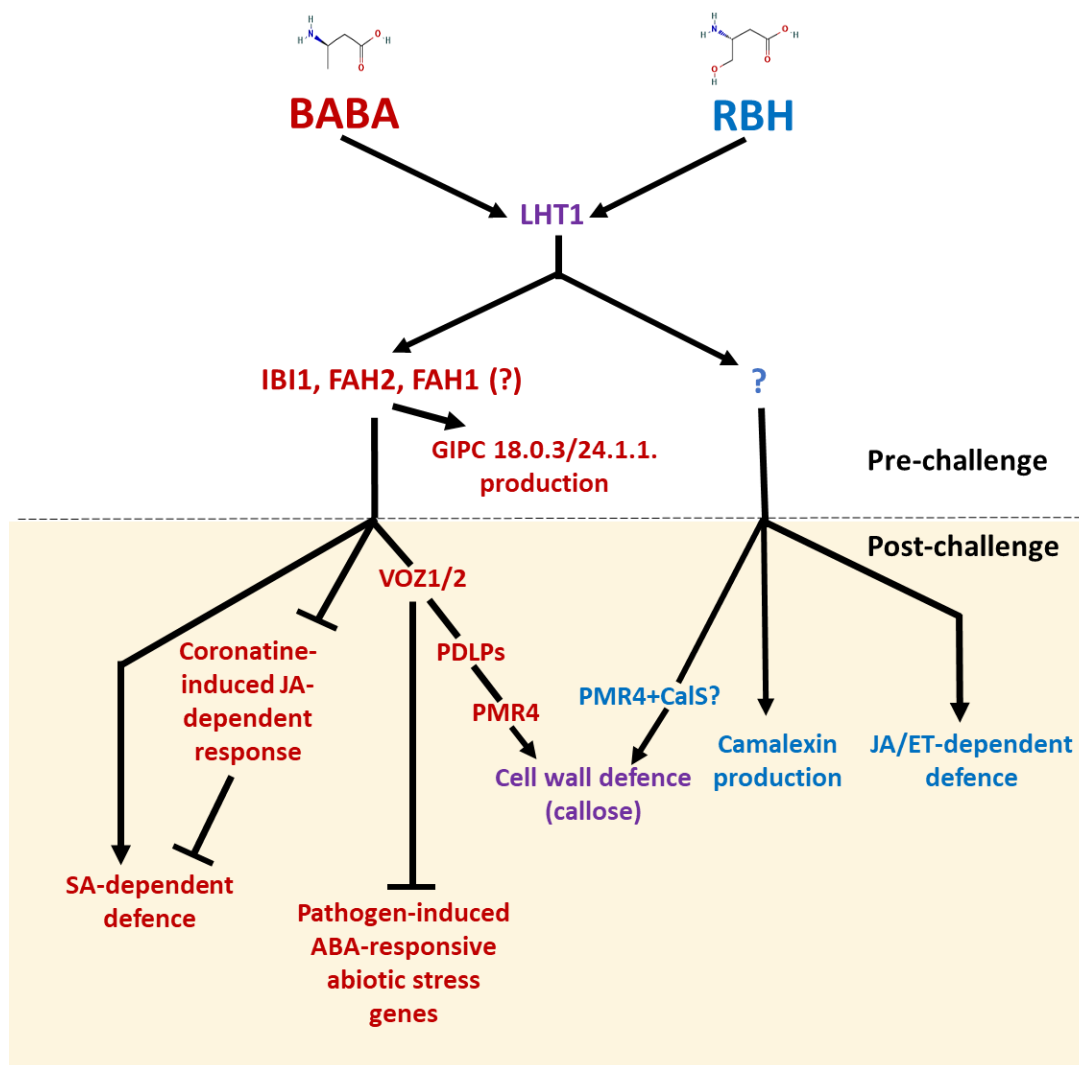 H
H
N
O
H
O
H
H
N
O
H
O
O
H
BABA
RBH
LHT1
IBI1, FAH2, FAH1 (?)
?
GIPC 18.0.3/24.1.1.
production
Pre-challenge
Post-challenge
VOZ1/2
Coronatine-
induced JA-
dependent
response
PDLPs
PMR4
PMR4+CalS?
Cell wall defence
(callose)
Camalexin
production
JA/ET-dependent
defence
SA-dependent
defence
Pathogen-induced
ABA-responsive
abiotic stress
genes